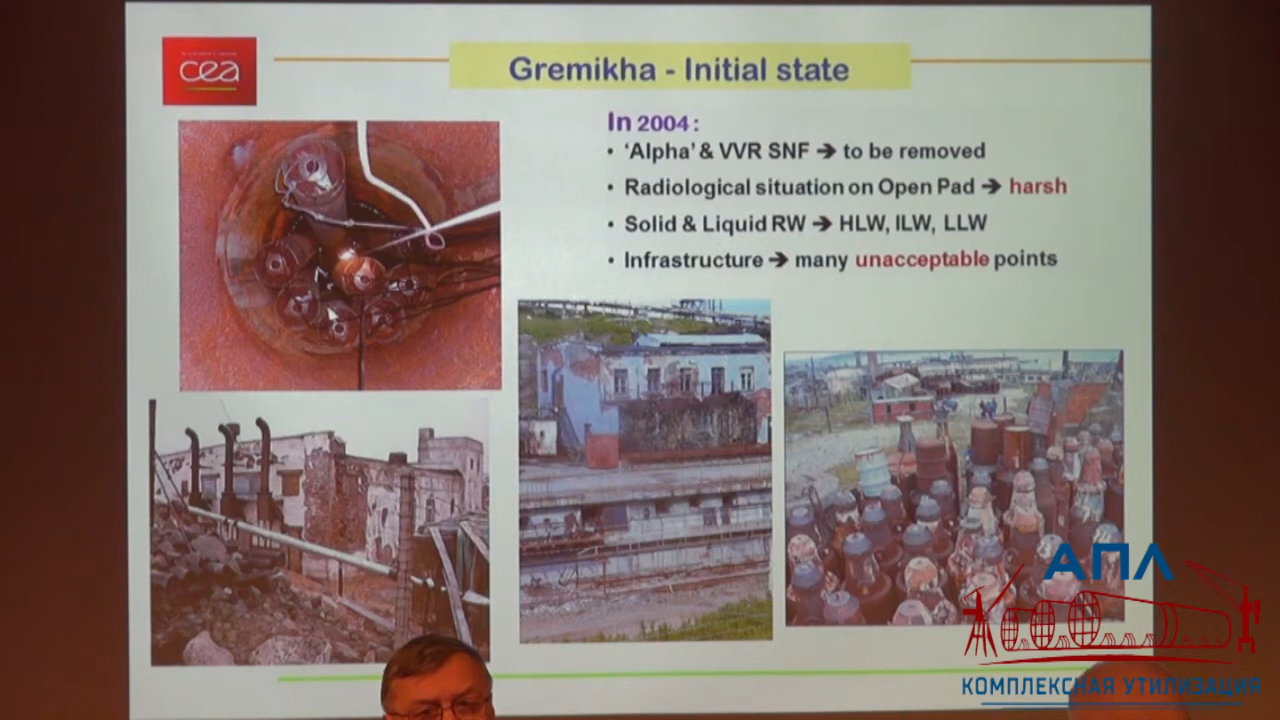 cea
Gremikha - Initial state
In 2004 :
• ‘Alpha’ & VVR SNF ➔ to be removed
• Radiological situation on Open Pad ➔ harsh
• Solid & Liquid RW ➔ HLW, ILW, LLW
• Infrastructure ➔ many unacceptable points
АПЛ
КОМПЛЕКСНАЯ УТИЛИЗАЦИЯ